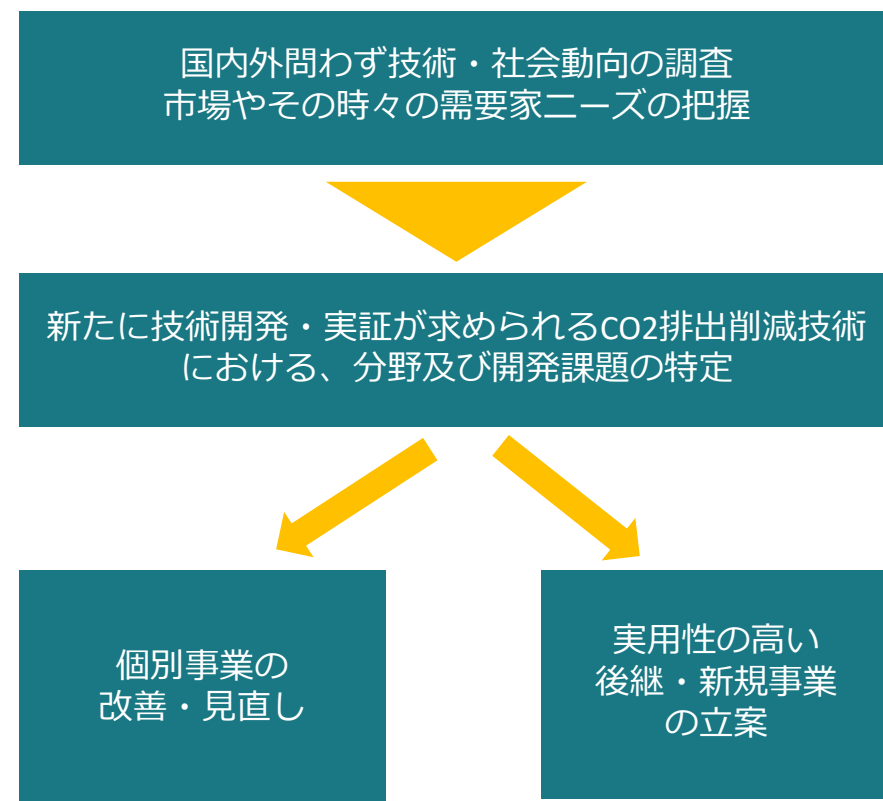 国内外問わず技術・社会動向の調査
市場やその時々の需要家ニーズの把握
新たに技術開発・実証が求められるCO2排出削減技術
における、分野及び開発課題の特定
個別事業の
改善・見直し
実用性の高い
後継・新規事業
の立案